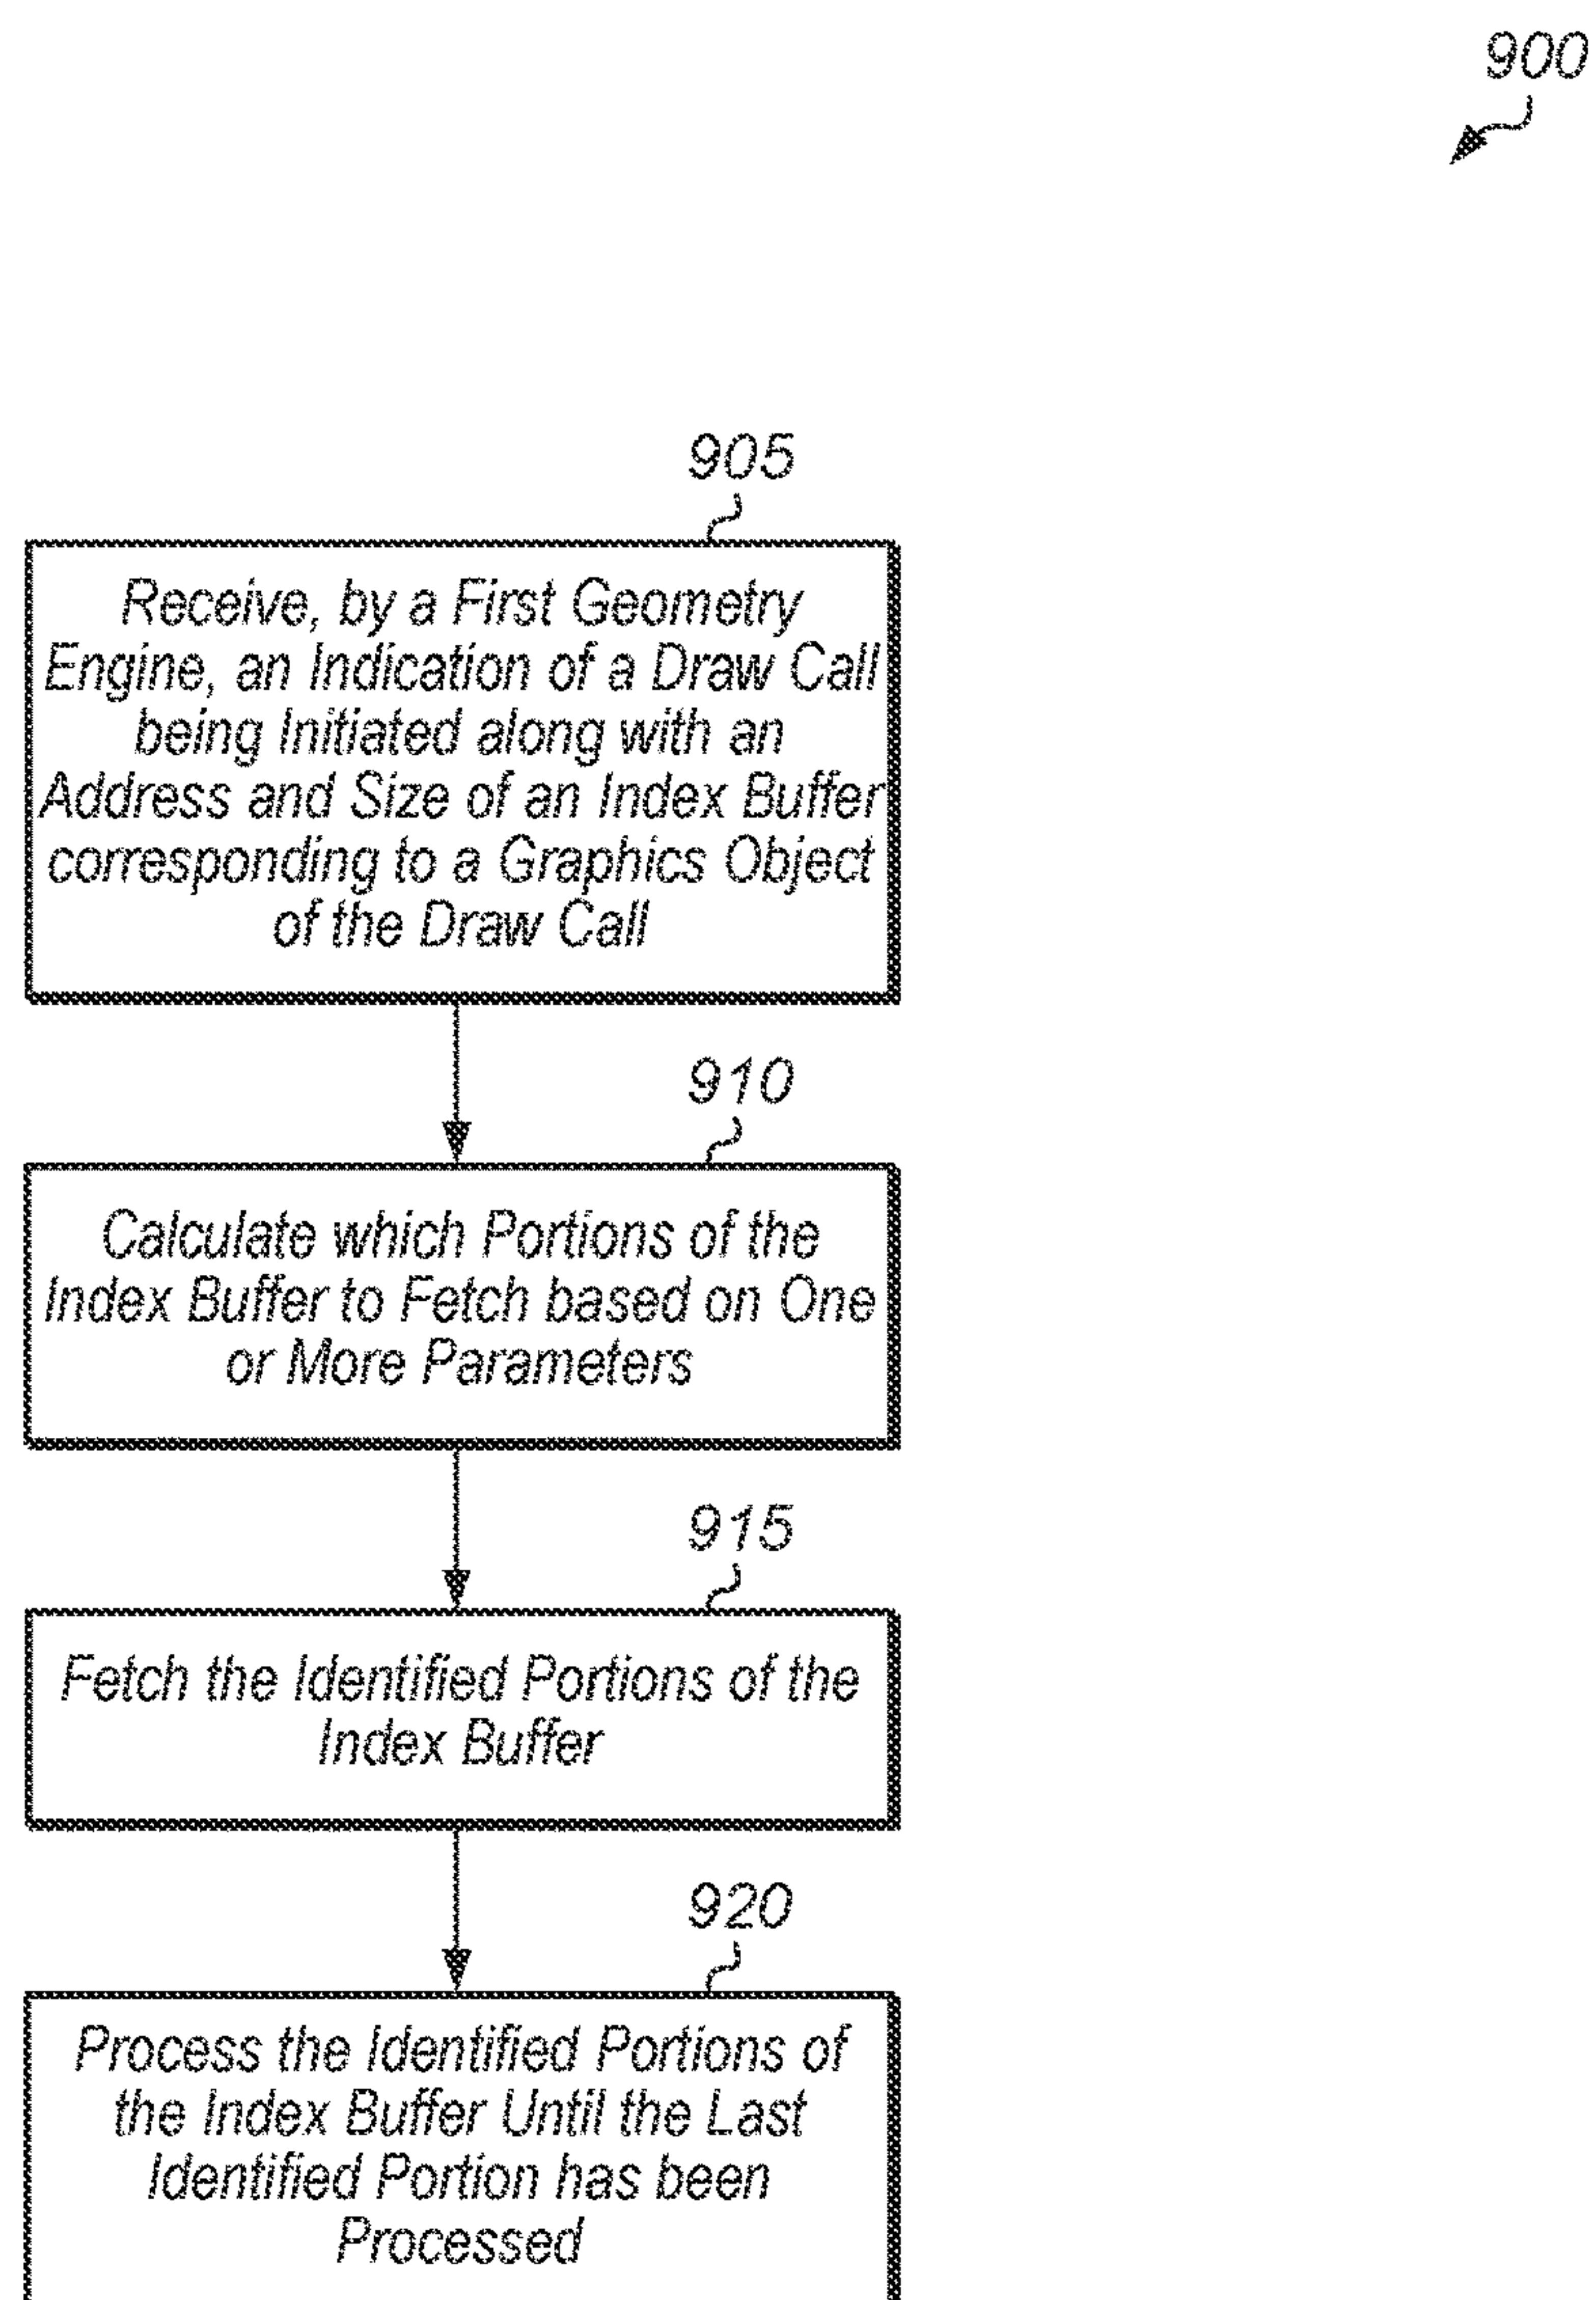 900
905
Receive, by a First Geometry
Engine, an Indication of a Draw Call
being Initiated along with an
Address and Size of an Index Buffer
corresponding to a Graphics Object
of the Draw Call
910
Calculate which Portions of the
Index Buffer to Fetch based on One
or More Parameters
915
Fetch the Identified Portions of the
Index Buffer
920
Process the Identified Portions of
the Index Buffer Until the Last
Identified Portion has been
Processed